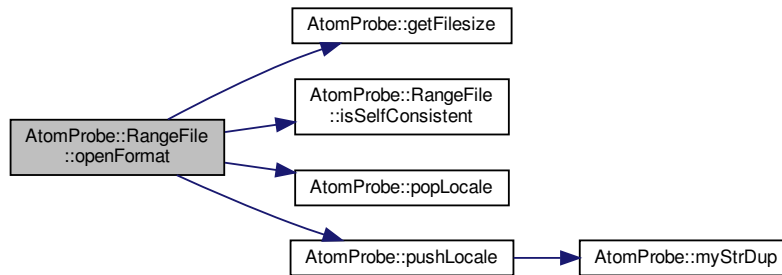 AtomProbe::getFilesize
AtomProbe::RangeFile
::isSelfConsistent
AtomProbe::RangeFile
::openFormat
AtomProbe::popLocale
AtomProbe::pushLocale
AtomProbe::myStrDup